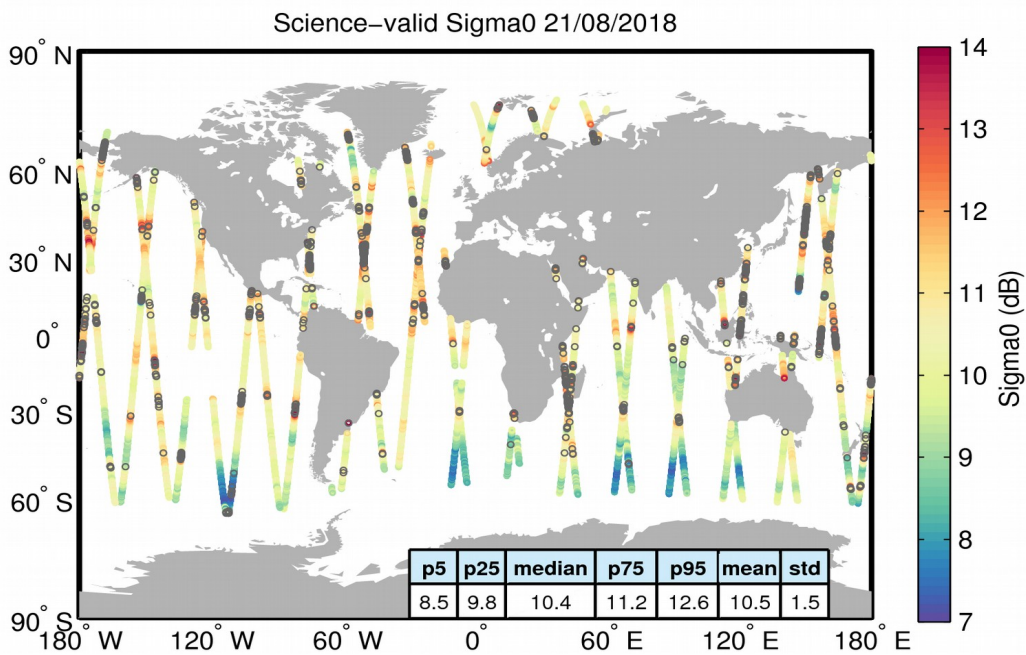 Science−valid Sigma0 21/08/2018
90° N
60° N
30° N
0°
30° S
60° S
90° S
180° W
120° W
60° W
0°
60° E
120° E
180° E
p5 p25 median p75 p95 mean std
8.5 9.8 10.4 11.2 12.6 10.5 1.5
14
13
12
11
10
9
8
7
Sigma0 (dB)